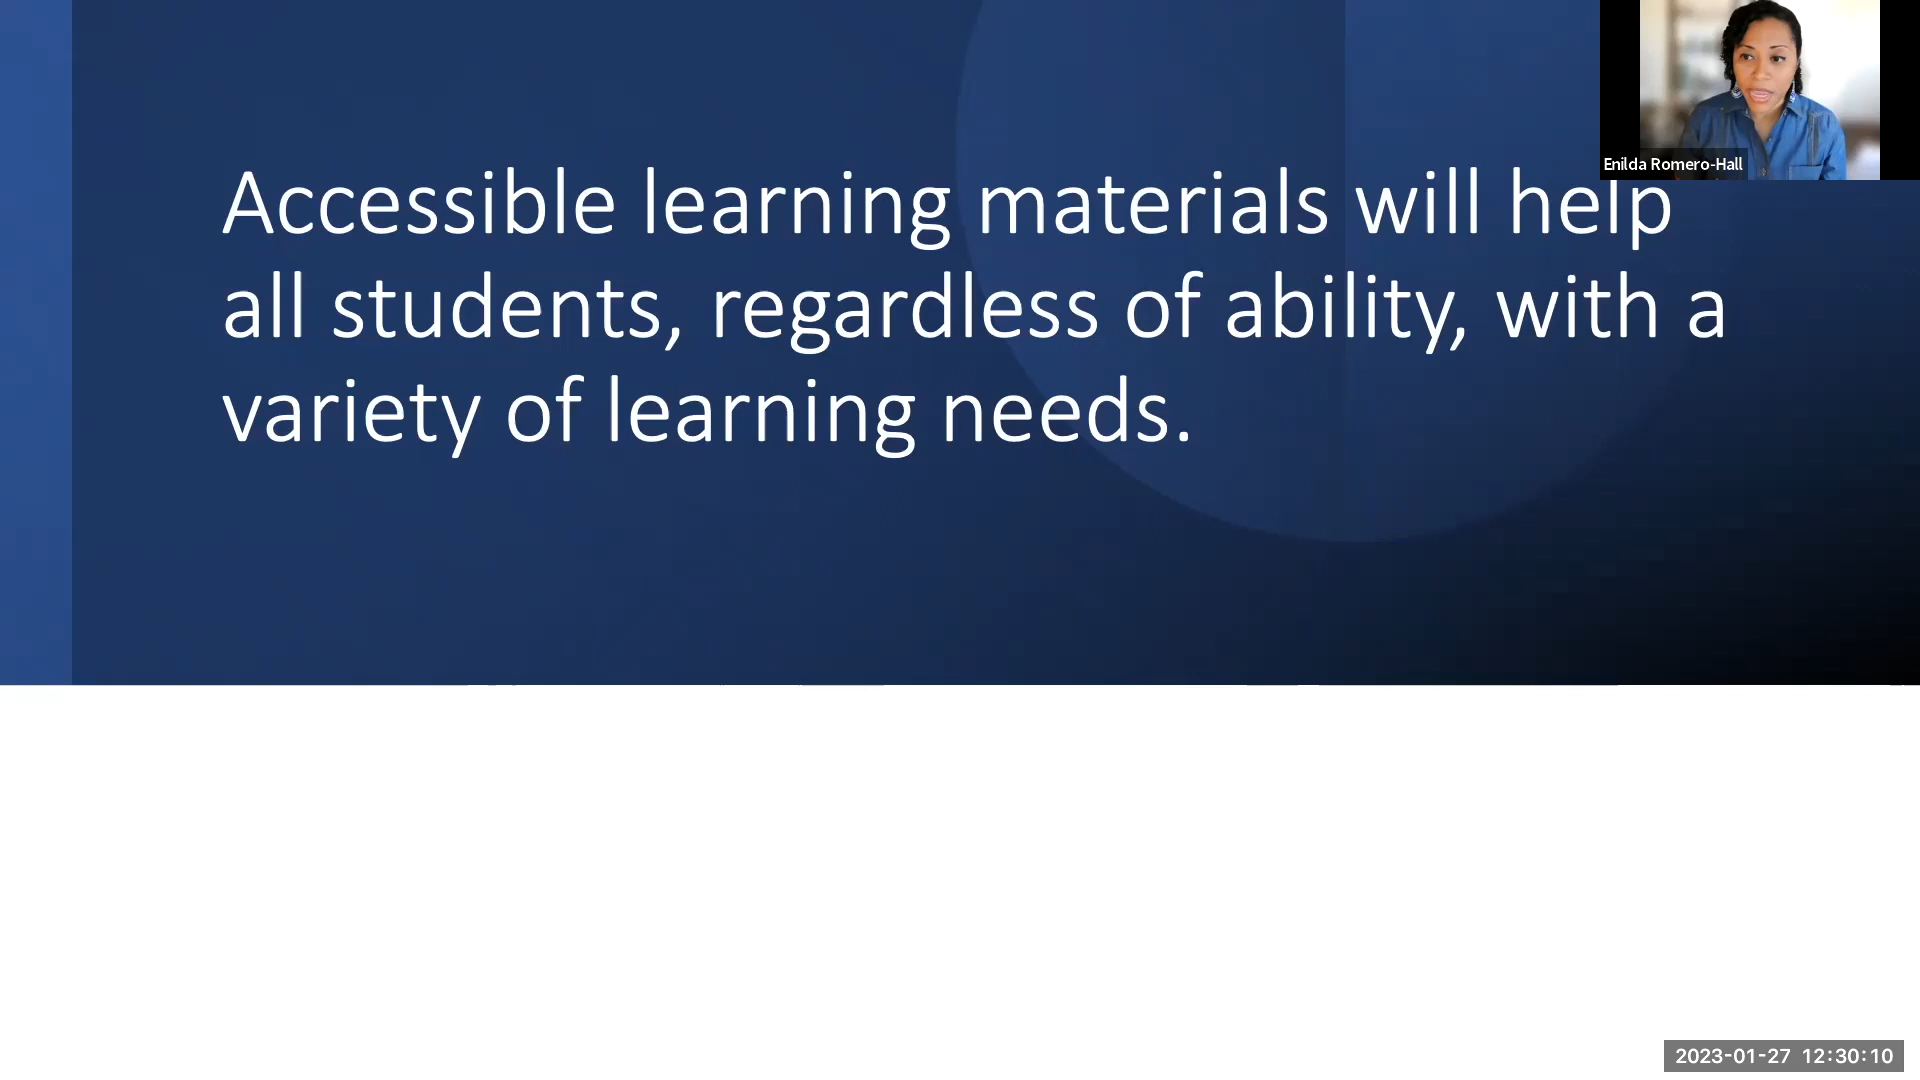 Enilda Romero-Hall
Accessible learning materials will help
all students, regardless of ability, with a
variety of learning needs.
2023-01-27 12:30:10